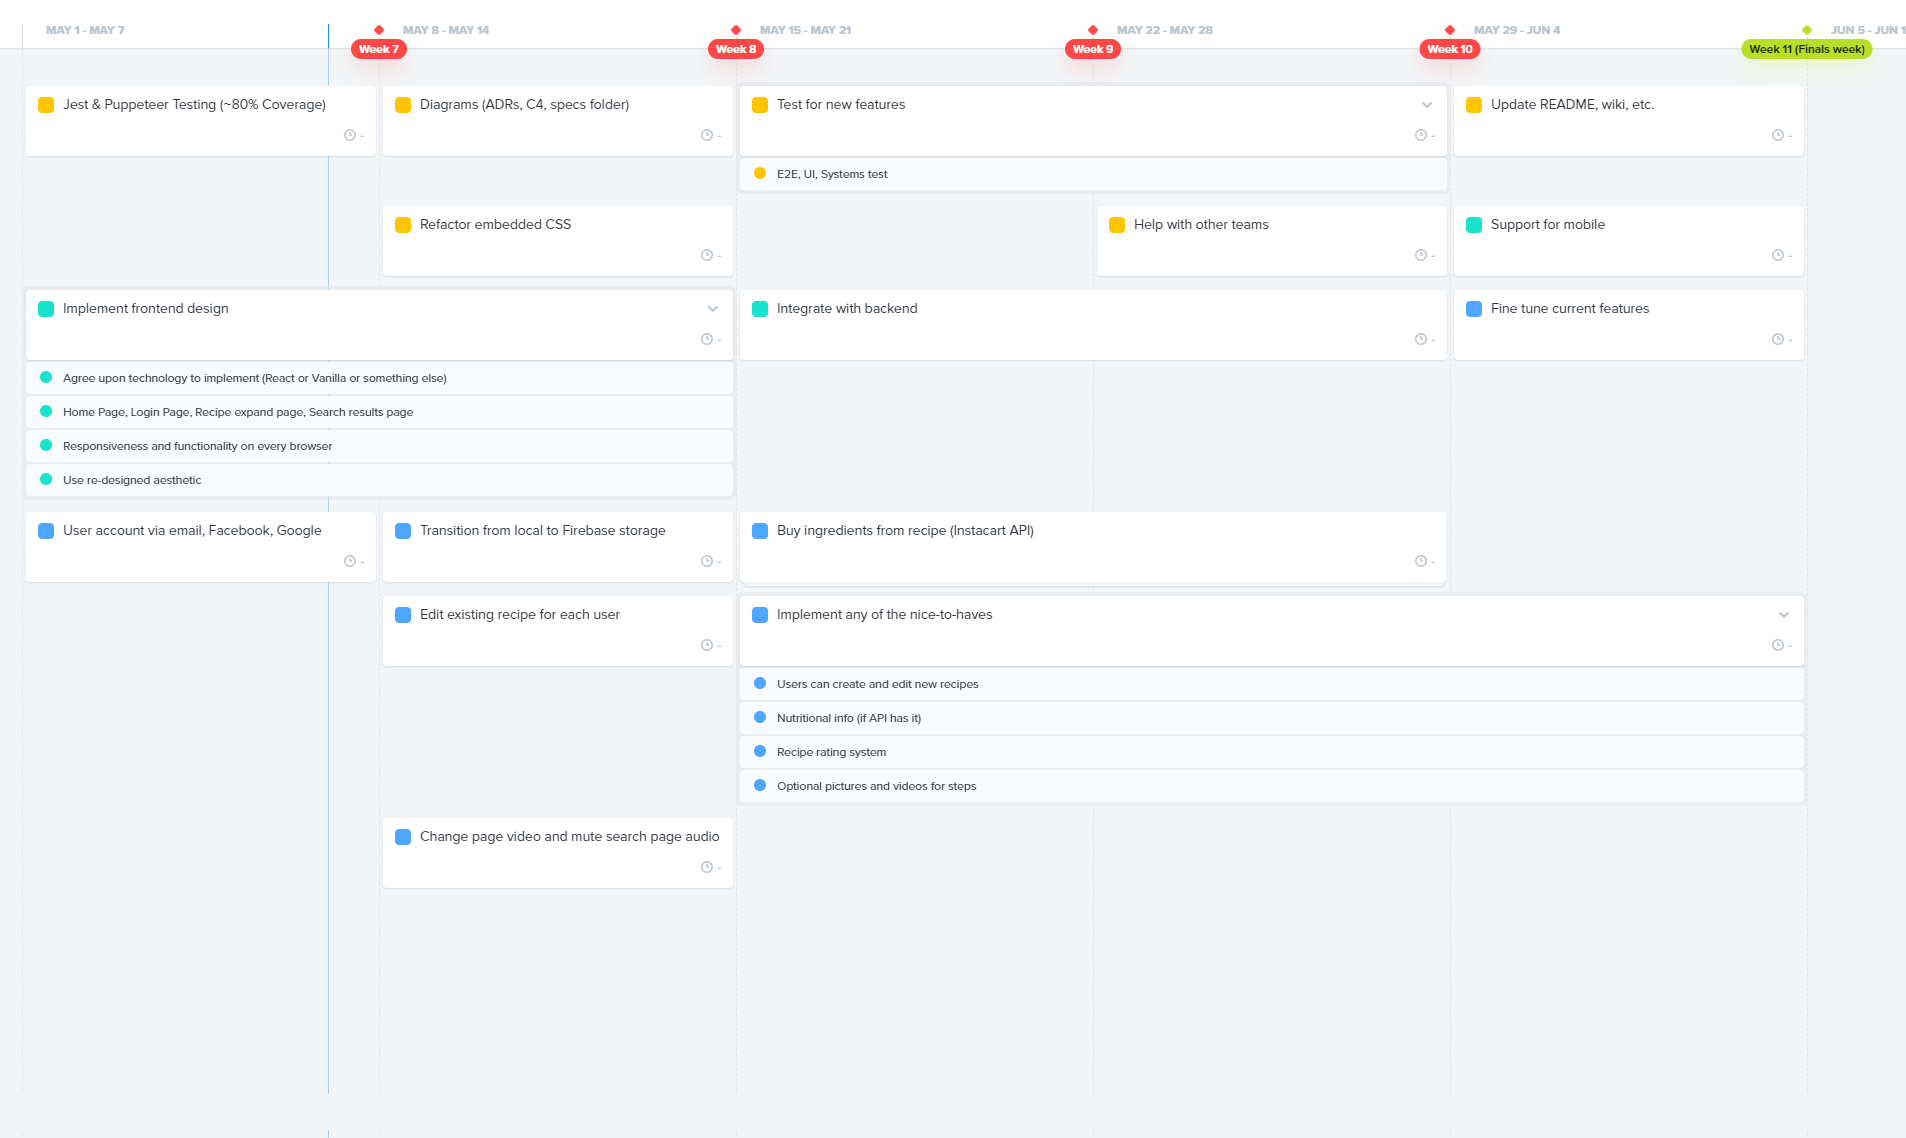 MAY 1 - MAY 7
MAY 8 - MAY 14
MAY 15 - MAY 21
MAY 22 - MAY 28
MAY 29 - JUN 4
JUN 5 - JUN 1
Week 7
Week 8
Week 9
Week 10
Week 11 (Finals week)
Jest & Puppeteer Testing (~80% Coverage)
-
Diagrams (ADRs, C4, specs folder)
-
Test for new features
-
E2E, UI, Systems test
Update README, wiki, etc.
-
Refactor embedded CSS
-
Help with other teams
-
Support for mobile
-
Implement frontend design
-
Agree upon technology to implement (React or Vanilla or something else)
Home Page, Login Page, Recipe expand page, Search results page
Responsiveness and functionality on every browser
Use re-designed aesthetic
Integrate with backend
-
Fine tune current features
-
User account via email, Facebook, Google
-
Transition from local to Firebase storage
-
Buy ingredients from recipe (Instacart API)
-
Edit existing recipe for each user
-
Implement any of the nice-to-haves
-
Users can create and edit new recipes
Nutritional info (if API has it)
Recipe rating system
Optional pictures and videos for steps
Change page video and mute search page audio
-